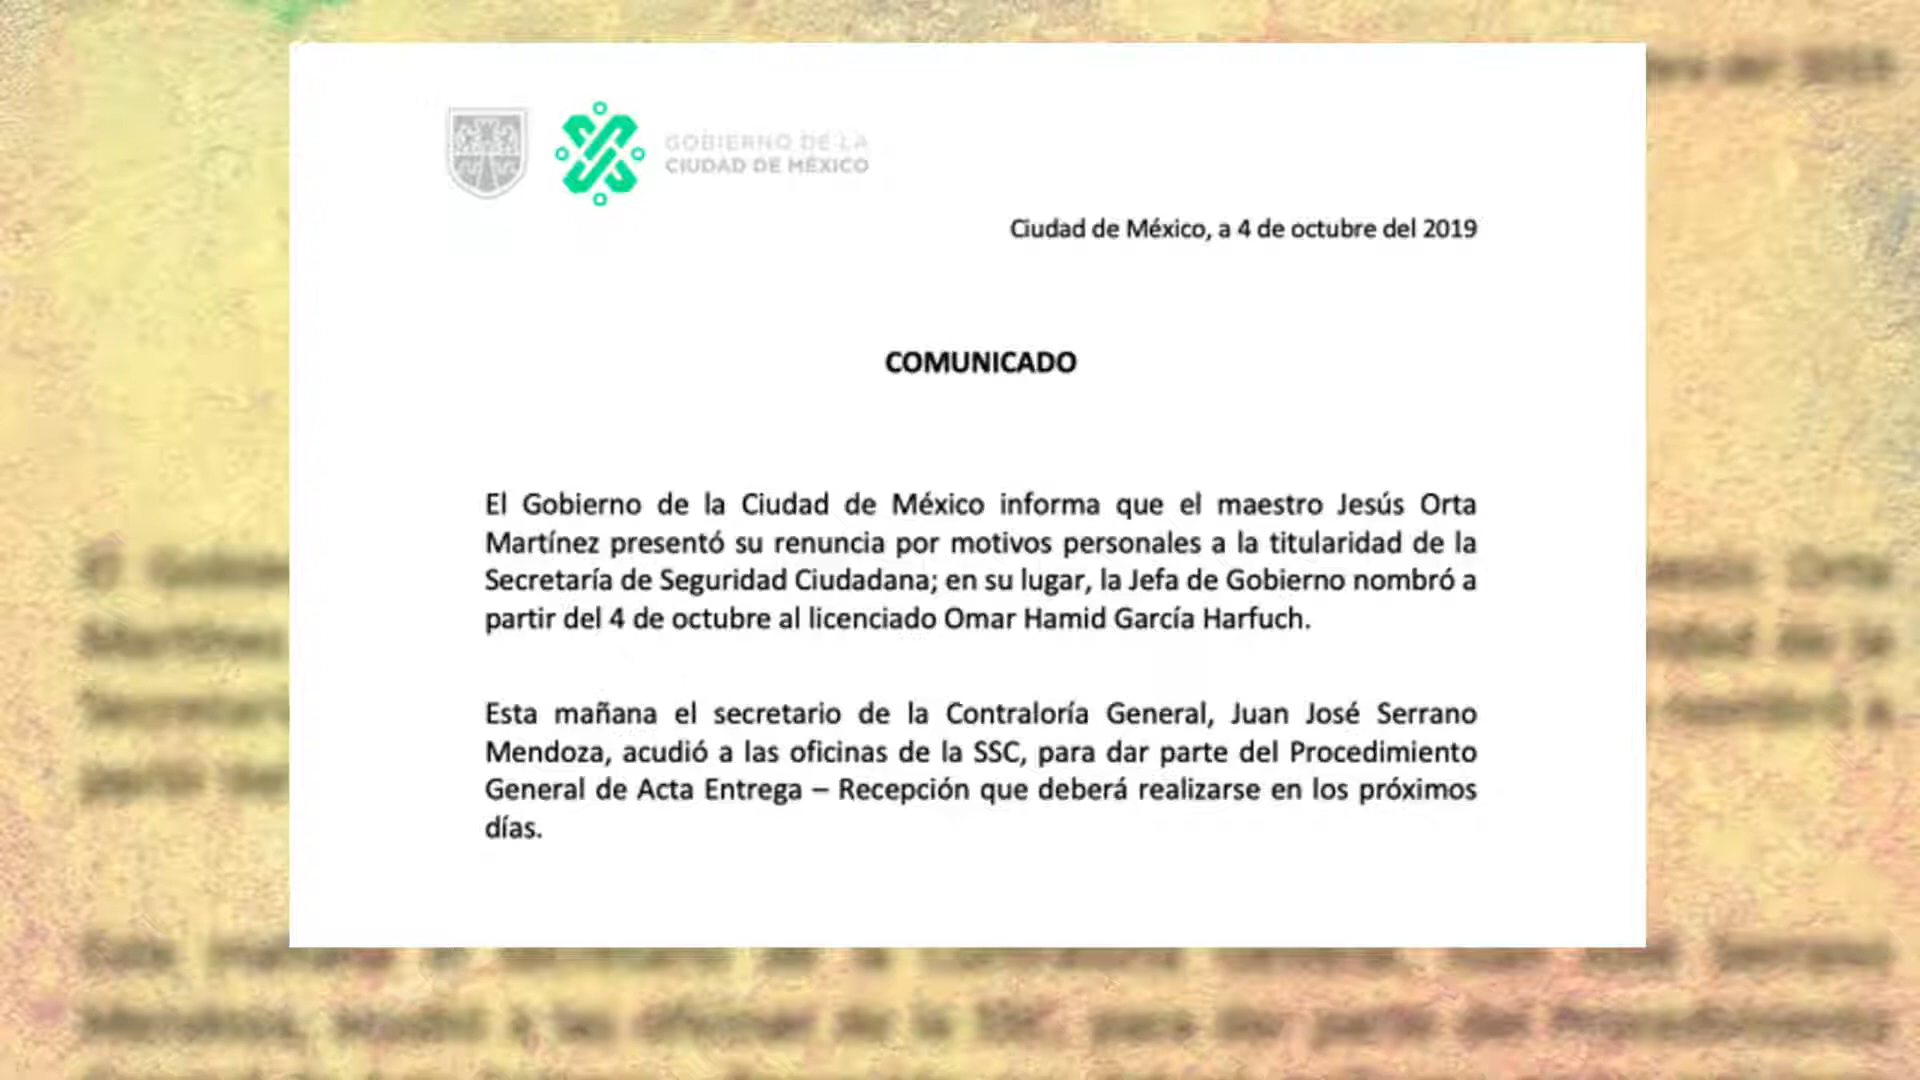 GOBIERNO DE LA
CIUDAD DE MÉXICO
Ciudad de México, a 4 de octubre del 2019
COMUNICADO
El Gobierno de la Ciudad de México informa que el maestro Jesús Orta
Martínez presentó su renuncia por motivos personales a la titularidad de la
Secretaría de Seguridad Ciudadana; en su lugar, la Jefa de Gobierno nombró a
partir del 4 de octubre al licenciado Omar Hamid García Harfuch.
Esta mañana el secretario de la Contraloría General, Juan José Serrano
Mendoza, acudió a las oficinas de la SSC, para dar parte del Procedimiento
General de Acta Entrega – Recepción que deberá realizarse en los próximos
días.